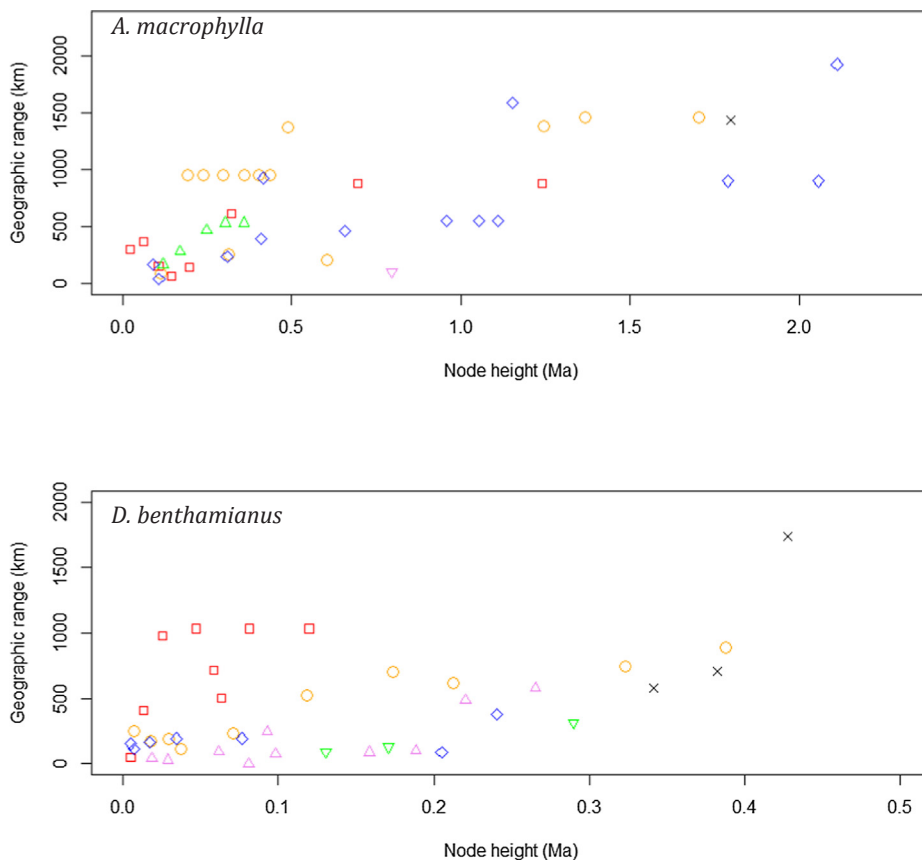 A. macrophylla
Geographic range (km)
2000
1500
1000
500
0
0.0 0.5 1.0 1.5 2.0
Node height (Ma)
D. benthamianus
Geographic range (km)
2000
1500
1000
500
0
0.0 0.1 0.2 0.3 0.4 0.5
Node height (Ma)